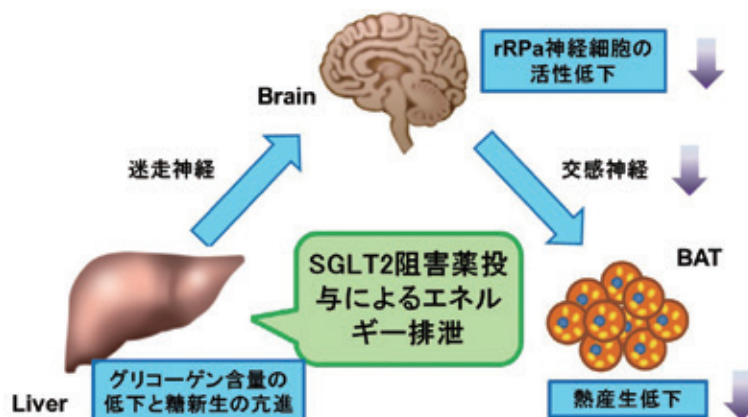 rRPa神経細胞の
活性低下
Brain
迷走神経
交感神経
SGLT2阻害薬投
与によるエネル
ギー排泄
BAT
グリコーゲン含量の
低下と糖新生の亢進
Liver
熱産生低下